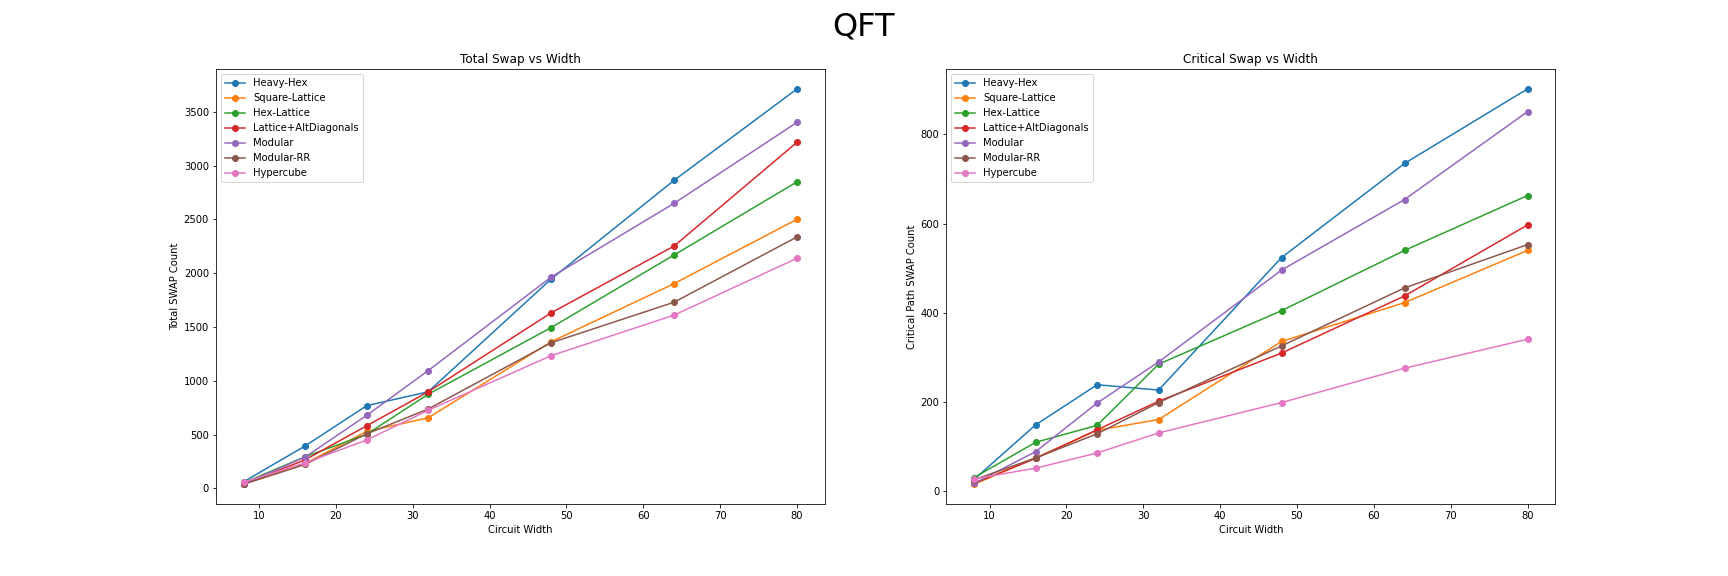 QFT
Total Swap vs Width
Heavy-Hex
Square-Lattice
Hex-Lattice
Lattice+AltDiagonals
Modular
Modular-RR
Hypercube
3500
3000
2500
2000
1500
1000
500
0
Total SWAP Count
10 20 30 40 50 60 70 80
Circuit Width
Critical Swap vs Width
Heavy-Hex
Square-Lattice
Hex-Lattice
Lattice+AltDiagonals
Modular
Modular-RR
Hypercube
800
600
400
200
0
Critical Path SWAP Count
10 20 30 40 50 60 70 80
Circuit Width